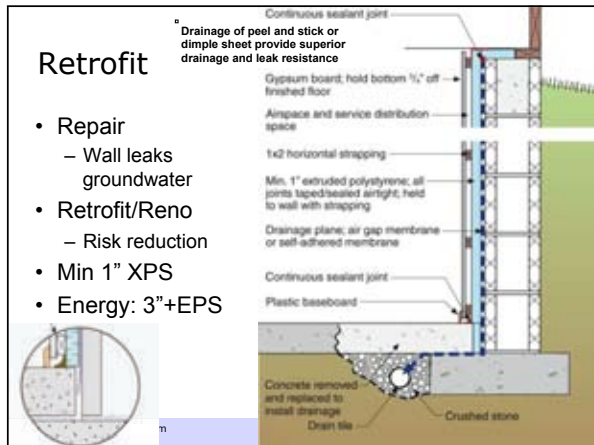 Retrofit
Drainage of peel and stick or
dimple sheet provide superior
drainage and leak resistance
• Repair
– Wall leaks
groundwater
• Retrofit/Reno
– Risk reduction
• Min 1” XPS
• Energy: 3”+EPS
Continuous sealant joint
Gypsum board; hold bottom ¾" off
finished floor
Airspace and service distribution
space
1x2 horizontal strapping
Min. 1" extruded polystyrene; all
joints taped/sealed airtight; held
to wall with strapping
Drainage plane; air gap membrane
or self-adhered membrane
Continuous sealant joint
Plastic baseboard
Concrete removed
and replaced to
install drainage
Drain tile
Crushed stone